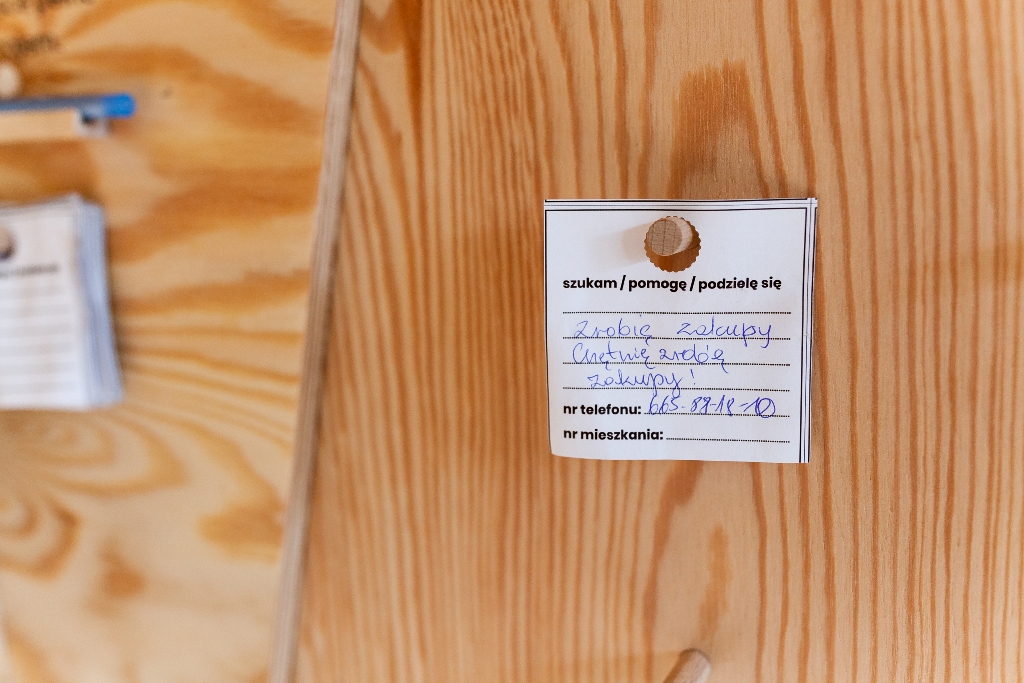 szukam / pomogę / podzielę się
Zrobię zakupy
Chętnię zrobię
zakupy!
nr telefonu: 665-89-18-10
nr mieszkania: